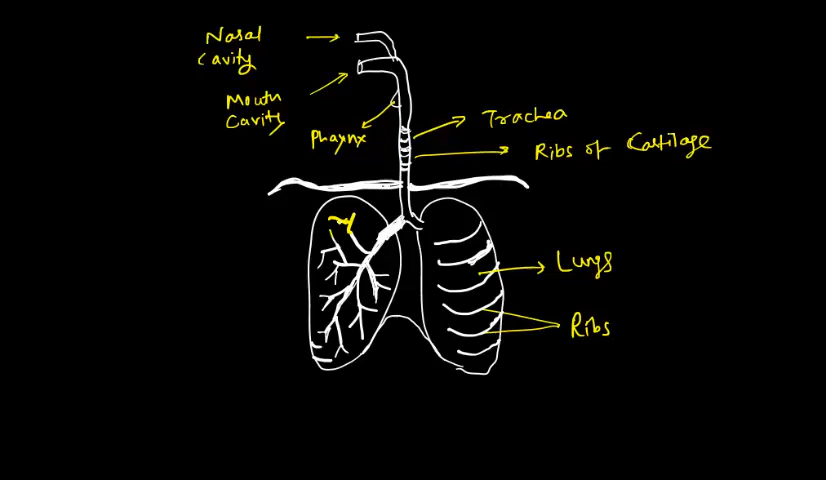 Nasal
Cavity
Mouth
Cavity
Phaynx
Trachea
Ribs of Cartilage
Lungs
Ribs